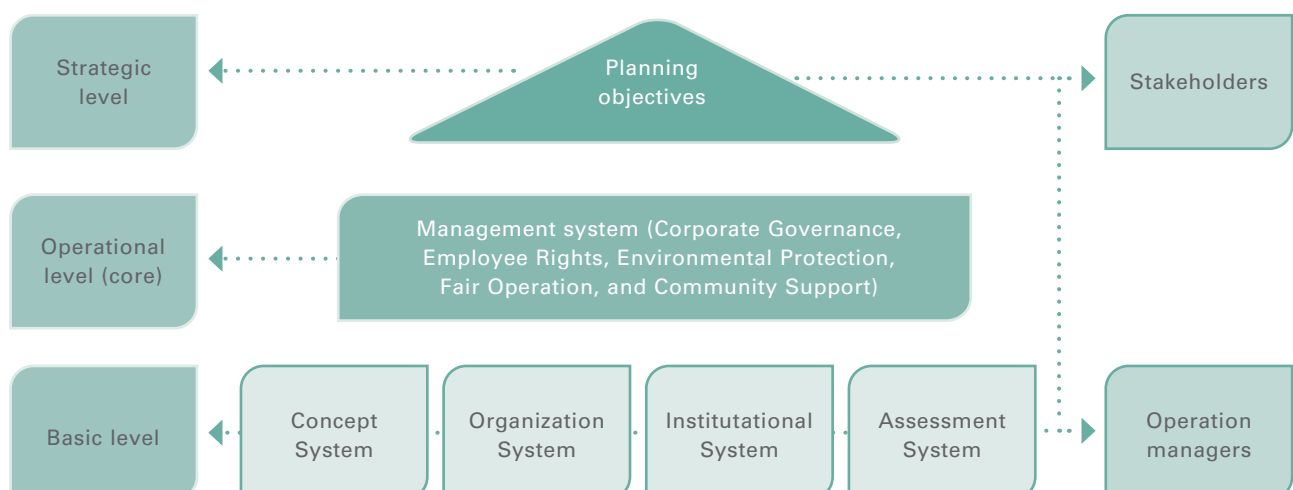 Strategic
level
Planning
objectives
Stakeholders
Operational
level (core)
Management system (Corporate Governance,
Employee Rights, Environmental Protection,
Fair Operation, and Community Support)
Basic level
Concept
System
Organization
System
Institutational
System
Assessment
System
Operation
managers